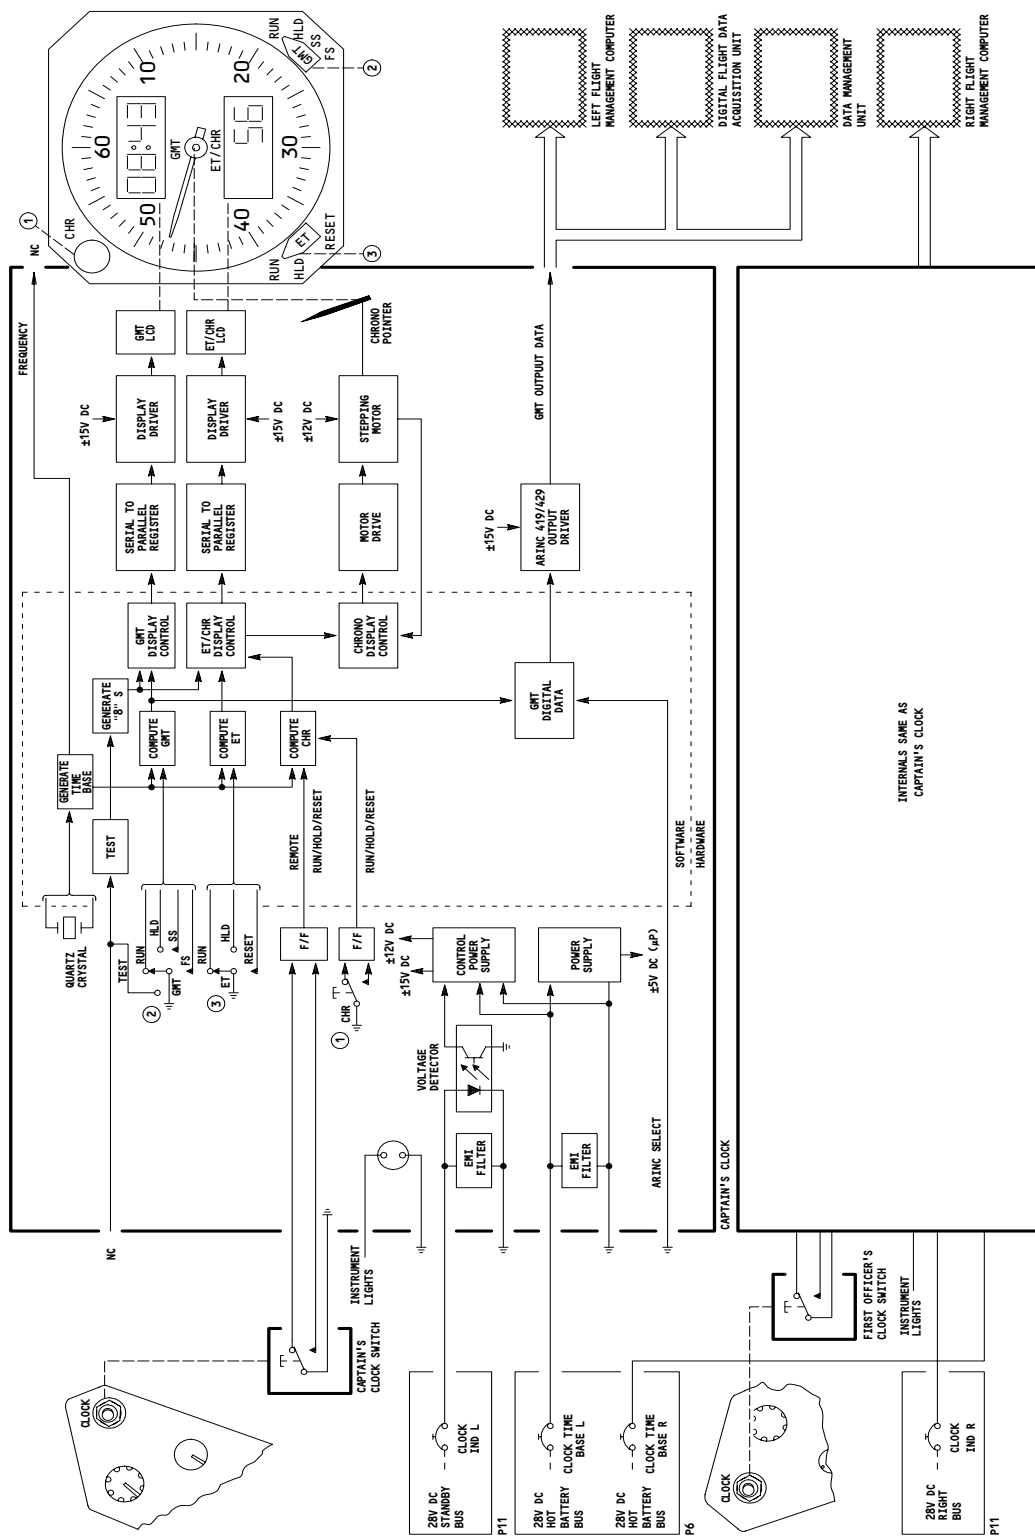 CLOCK
CAPTAIN'S
CLOCK SWITCH
28V DC
STANDBY
BUS
CLOCK
IND L
P11
28V DC
HOT
BATTERY
BUS
CLOCK TIME
BASE L
28V DC
HOT
BATTERY
BUS
CLOCK TIME
BASE R
P6
CLOCK
28V DC
RIGHT
BUS
CLOCK
IND R
P11
NC
INSTRUMENT
LIGHTS
FIRST OFFICER'S
CLOCK SWITCH
INSTRUMENT
LIGHTS
QUARTZ
CRYSTAL
TEST
RUN
HLD
SS
FS
GMT
2
RUN
HLD
RESET
ET
3
F/F
F/F
CHR
1
REMOTE
RUN/HOLD/RESET
RUN/HOLD/RESET
VOLTAGE
DETECTOR
EMI
FILTER
EMI
FILTER
±15V DC
±12V DC
CONTROL
POWER
SUPPLY
POWER
SUPPLY
±5V DC (µP)
ARINC SELECT
CAPTAIN'S CLOCK
TEST
GENERATE
TIME
BASE
GENERATE
"8" S
COMPUTE
GMT
COMPUTE
ET
COMPUTE
CHR
GMT
DISPLAY
CONTROL
ET/CHR
DISPLAY
CONTROL
CHRONO
DISPLAY
CONTROL
GMT
DIGITAL
DATA
SOFTWARE
HARDWARE
SERIAL TO
PARALLEL
REGISTER
SERIAL TO
PARALLEL
REGISTER
MOTOR
DRIVE
±15V DC
ARINC 419/429
OUTPUT
DRIVER
±15V DC
DISPLAY
DRIVER
DISPLAY
DRIVER
±15V DC
±12V DC
STEPPING
MOTOR
GMT
LCD
ET/CHR
LCD
CHRONO
POINTER
FREQUENCY
NC
GMT OUTPUUT DATA
1
CHR
60
10
20
30
40
50
08:43
GMT
ET/CHR
56
RUN
HLD
SS
FS
GMT
2
RUN
HLD
RESET
ET
3
LEFT FLIGHT
MANAGEMENT COMPUTER
DIGITAL FLIGHT DATA
ACQUISITION UNIT
DATA MANAGEMENT
UNIT
RIGHT FLIGHT
MANAGEMENT COMPUTER
INTERNALS SAME AS
CAPTAIN'S CLOCK